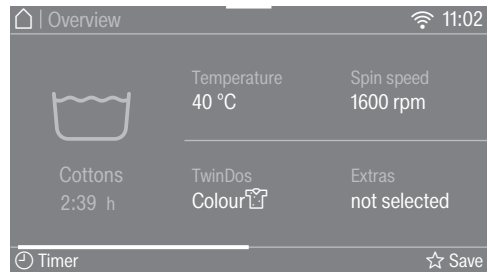 Overview
11:02
Temperature
40 °C
Spin speed
1600 rpm
Cottons
2:39 h
TwinDos
Colour
Extras
not selected
Timer
Save